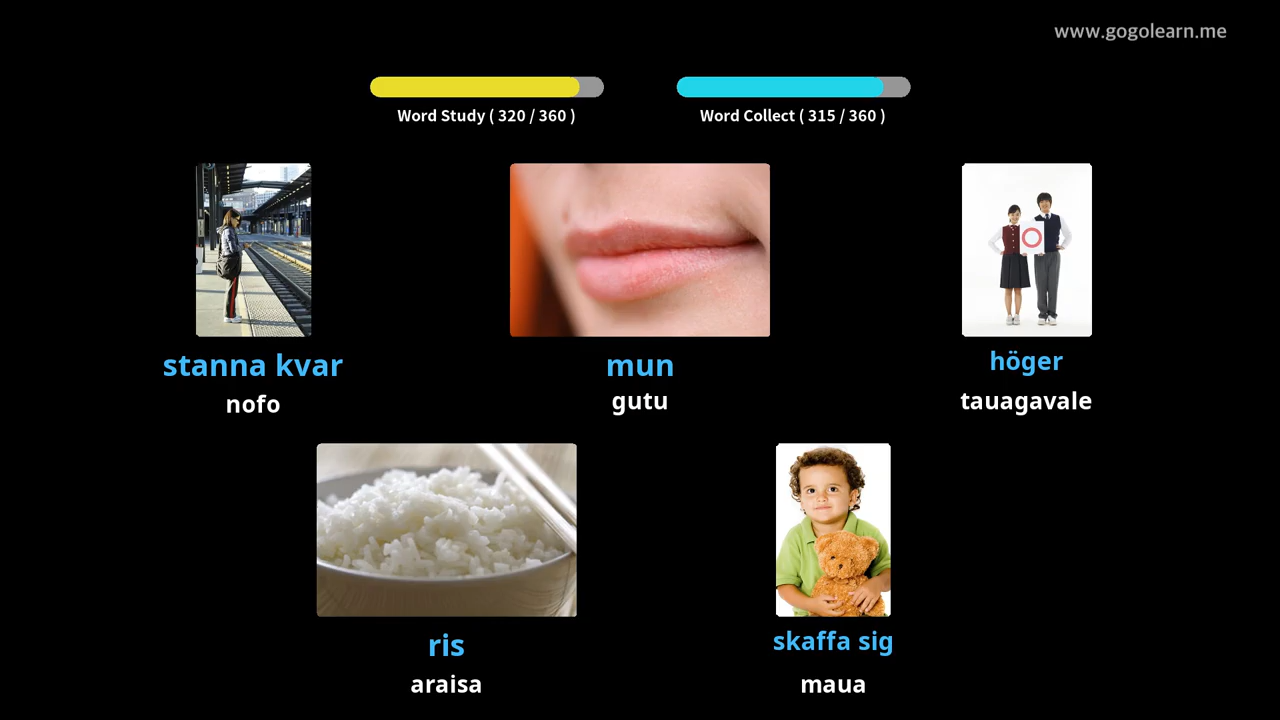 www.gogolearn.me
Word Study ( 320 / 360 )
Word Collect ( 315 / 360 )
stanna kvar
nofo
mun
gutu
höger
tauagavale
ris
araisa
skaffa sig
maua